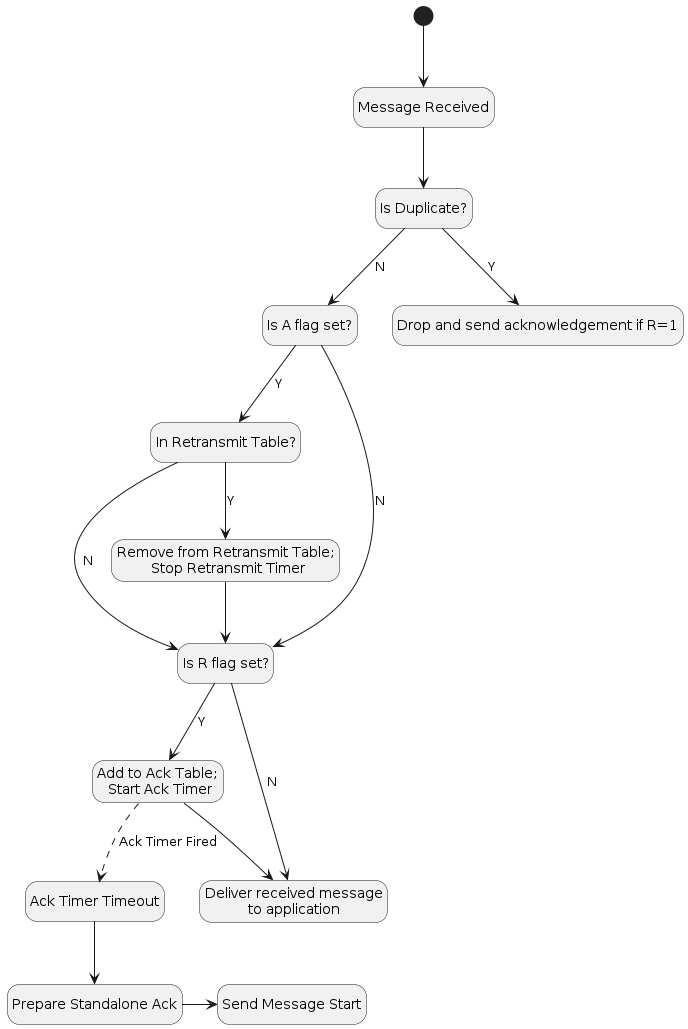 Message Received
Is Duplicate?
N
Y
Is A flag set?
Drop and send acknowledgement if R=1
Y
In Retransmit Table?
Y
N
N
Remove from Retransmit Table;
Stop Retransmit Timer
Is R flag set?
Y
N
Add to Ack Table;
Start Ack Timer
Ack Timer Fired
Ack Timer Timeout
Deliver received message
to application
Prepare Standalone Ack
Send Message Start